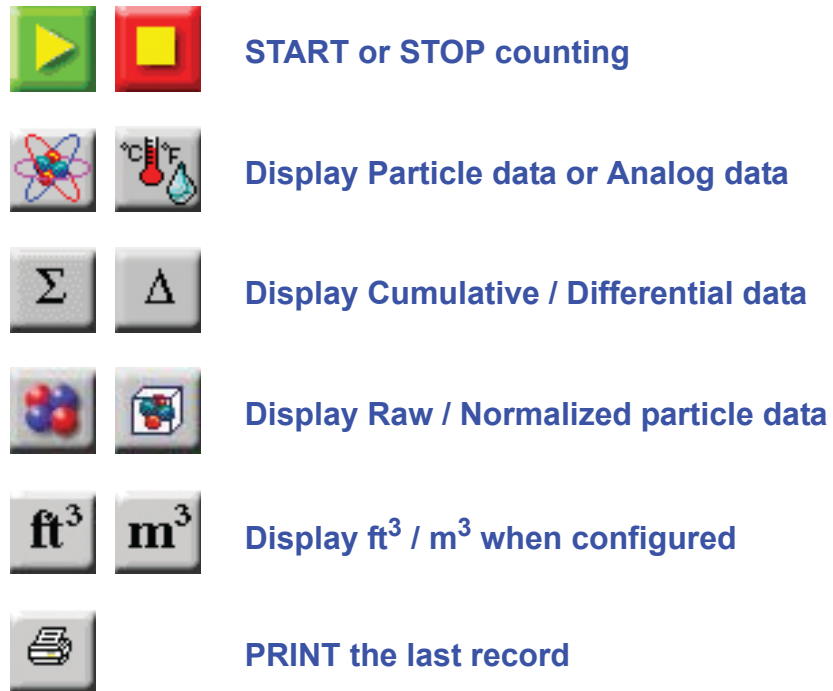 START or STOP counting
°C °F Display Particle data or Analog data
Σ Δ Display Cumulative / Differential data
Display Raw / Normalized particle data
ft³ m³ Display ft³ / m³ when configured
PRINT the last record